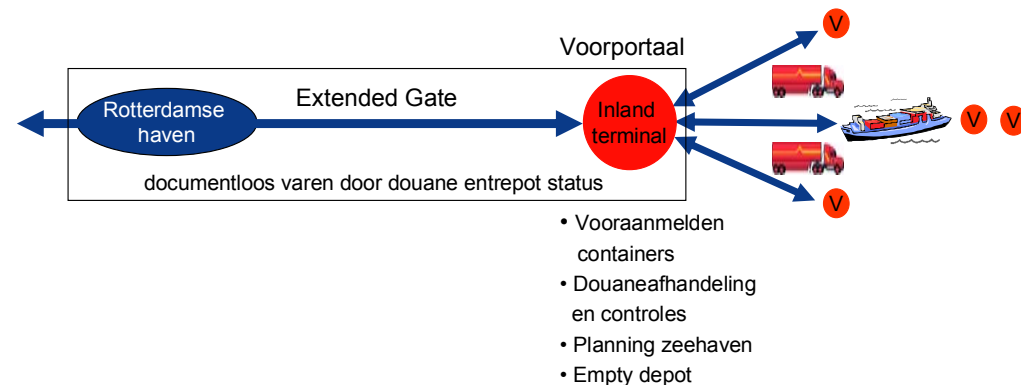 Voorportaal
V
Extended Gate
Rotterdamse
haven
Inland
terminal
V V
documentloos varen door douane entrepot status
V
• Vooraanmelden
containers
• Douaneafhandeling
en controles
• Planning zeehaven
• Empty depot